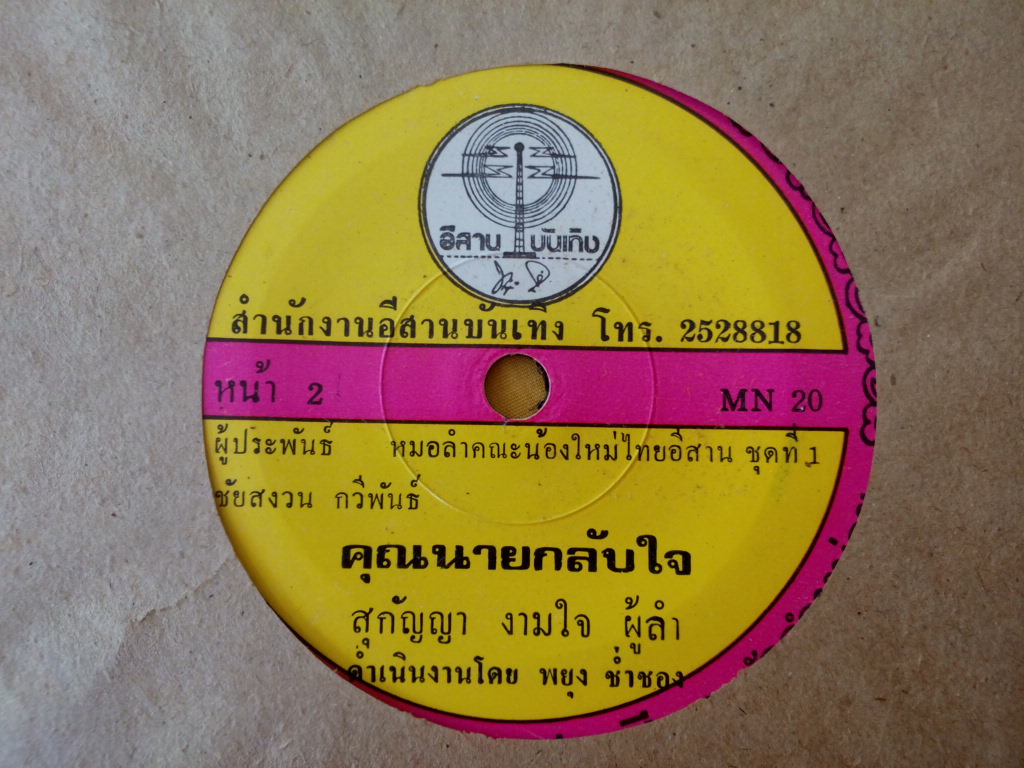 อีสาน บันเทิง
สำนักงานอีสานบันเทิง โทร. 2528818
หน้า 2 MN 20
ผู้ประพันธ์ หมอลำคณะน้องใหม่ไทยอีสาน ชุดที่ 1
ชัยสงวน กวีพันธ์
คุณนายกลับใจ
สุกัญญา งามใจ ผู้ลำ
ดำเนินงานโดย พยุง ช่ำชอง